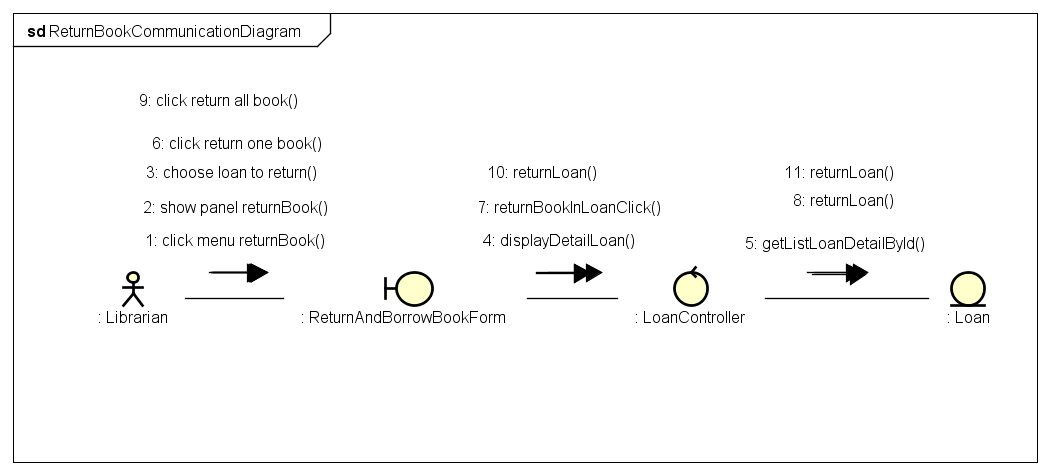 sd ReturnBookCommunicationDiagram
9: click return all book()
6: click return one book()
3: choose loan to return()
2: show panel returnBook()
1: click menu returnBook()
10: returnLoan()
7: returnBookInLoanClick()
4: displayDetailLoan()
11: returnLoan()
8: returnLoan()
5: getListLoanDetailById()
: Librarian
: ReturnAndBorrowBookForm
: LoanController
: Loan